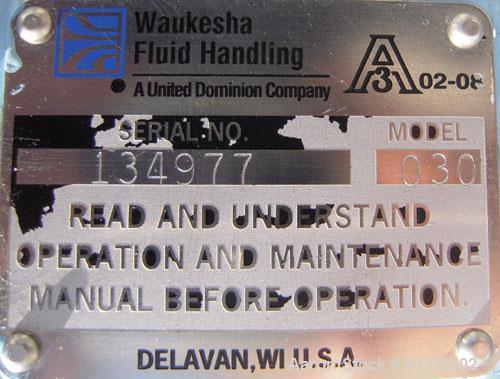 Waukesha
Fluid Handling
A United Dominion Company
A 3 02-08
SERIAL NO. MODEL
134977 030
READ AND UNDERSTAND
OPERATION AND MAINTENANCE
MANUAL BEFORE OPERATION.
DELAVAN, WI U.S.A.